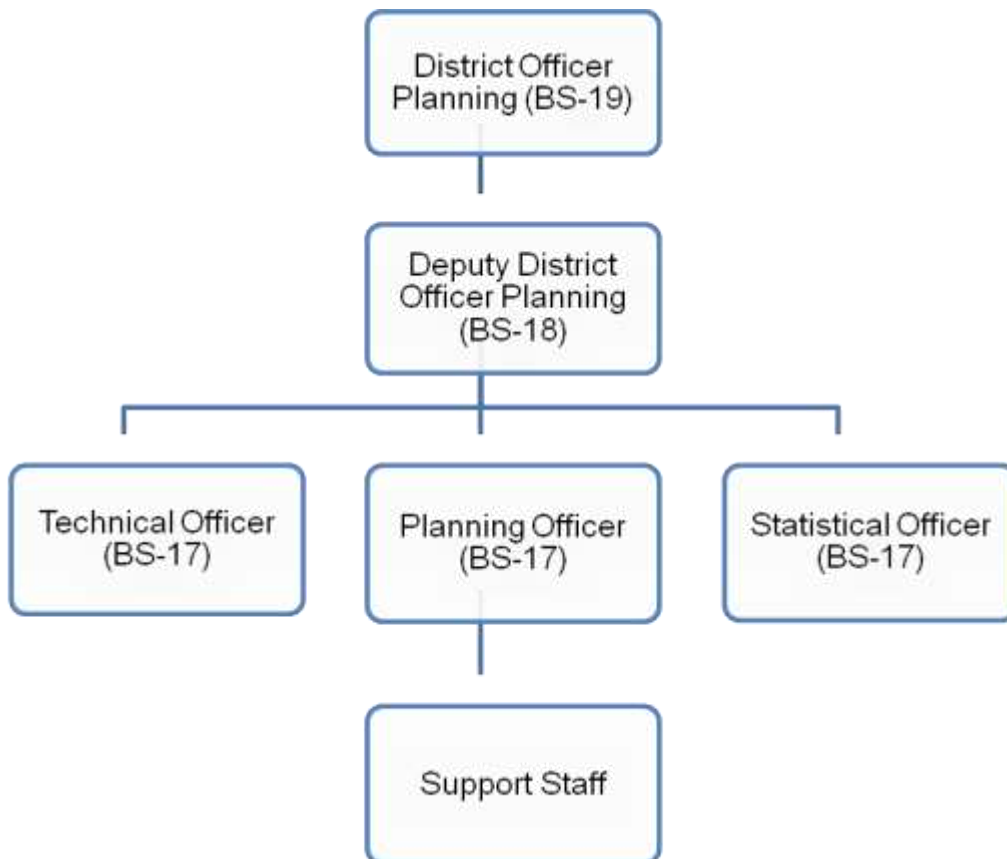 District Officer
Planning (BS-19)
Deputy District
Officer Planning
(BS-18)
Technical Officer
(BS-17)
Planning Officer
(BS-17)
Statistical Officer
(BS-17)
Support Staff